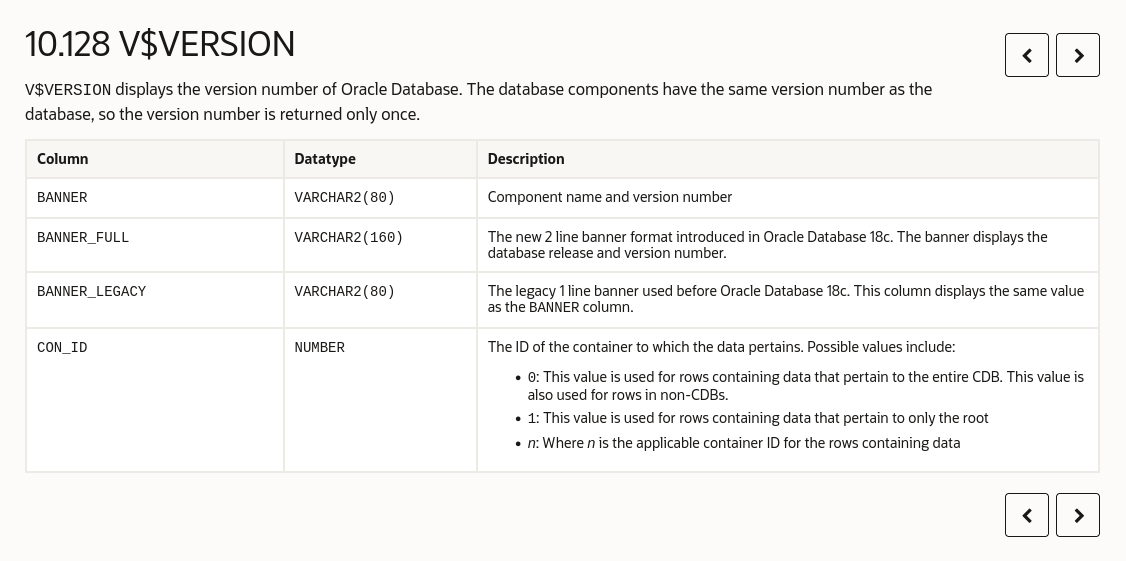 10.128 V$VERSION
V$VERSION displays the version number of Oracle Database. The database components have the same version number as the
database, so the version number is returned only once.
Column Datatype Description
BANNER VARCHAR2(80) Component name and version number
BANNER_FULL VARCHAR2(160) The new 2 line banner format introduced in Oracle Database 18c. The banner displays the
database release and version number.
BANNER_LEGACY VARCHAR2(80) The legacy 1 line banner used before Oracle Database 18c. This column displays the same value
as the BANNER column.
CON_ID NUMBER The ID of the container to which the data pertains. Possible values include:
• 0: This value is used for rows containing data that pertain to the entire CDB. This value is
also used for rows in non-CDBs.
• 1: This value is used for rows containing data that pertain to only the root
• n: Where n is the applicable container ID for the rows containing data